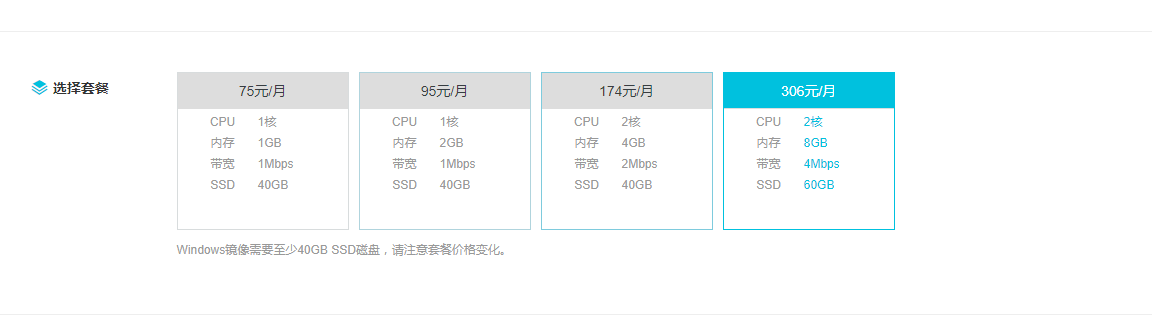 选择套餐
75元/月 95元/月 174元/月 306元/月
CPU 1核 CPU 1核 CPU 2核 CPU 2核
内存 1GB 内存 2GB 内存 4GB 内存 8GB
带宽 1Mbps 带宽 1Mbps 带宽 2Mbps 带宽 4Mbps
SSD 40GB SSD 40GB SSD 40GB SSD 60GB
Windows镜像需要至少40GB SSD磁盘，请注意套餐价格变化。